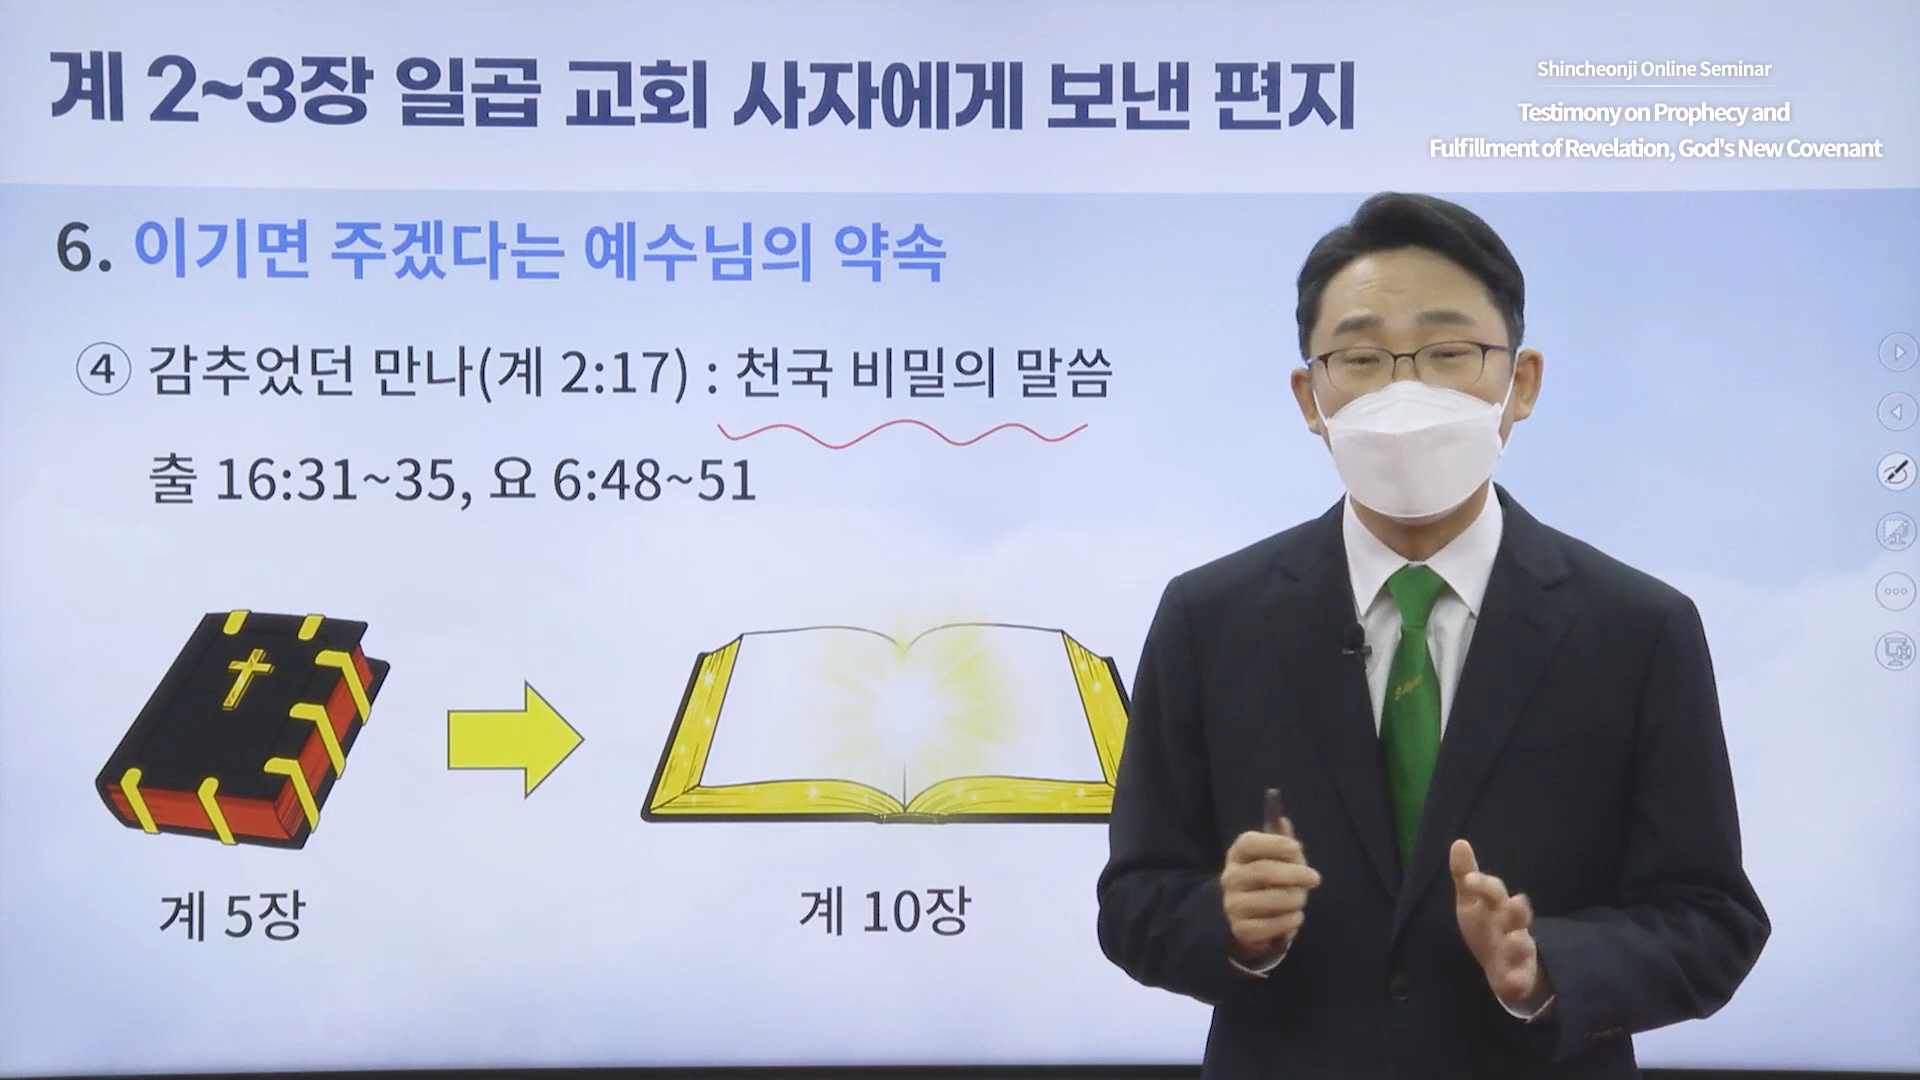 계 2~3장 일곱 교회 사자에게 보낸 편지
Shincheonji Online Seminar
Testimony on Prophecy and
Fulfillment of Revelation, God's New Covenant
6. 이기면 주겠다는 예수님의 약속
④ 감추었던 만나(계 2:17) : 천국 비밀의 말씀
출 16:31~35, 요 6:48~51
계 5장
계 10장